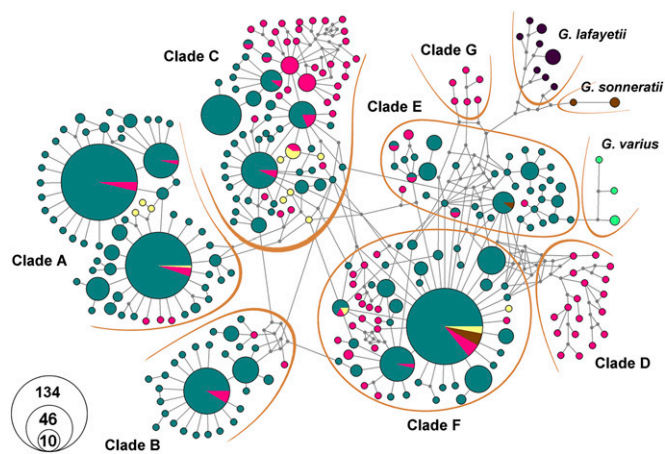 G. lafayetii
Clade C
Clade G
G. sonneratii
Clade E
G. varius
Clade A
Clade D
134
46
10
Clade B
Clade F